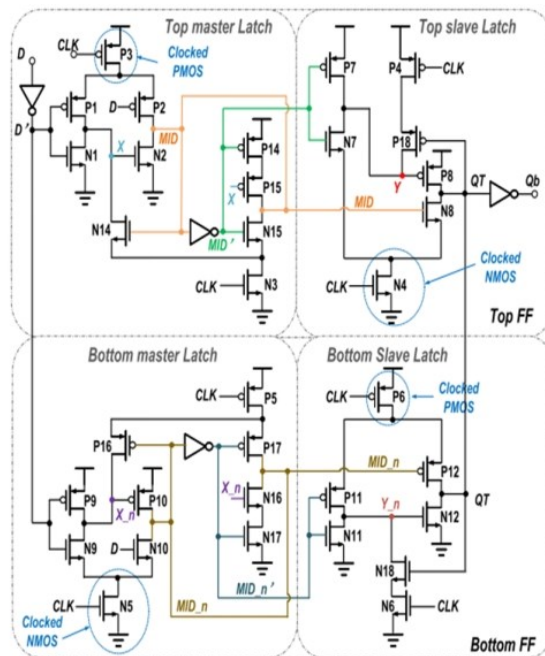 Top master Latch
Top slave Latch
D
CLK
P3
Clocked PMOS
P7
P4
CLK
P1
D
P2
D'
N1
X
N2
MID
P14
N7
P18
P15
X
Y
P8
QT
Qb
N14
MID'
N15
MID
N8
CLK
N3
CLK
N4
Clocked NMOS
Top FF
Bottom master Latch
Bottom Slave Latch
CLK
P5
CLK
P6
Clocked PMOS
P16
P17
MID_n
P12
P9
P10
X_n
X_n
N16
P11
Y_n
QT
N9
D
N10
N17
N11
N12
N18
CLK
N5
MID_n
MID_n'
N6
CLK
Clocked NMOS
Bottom FF